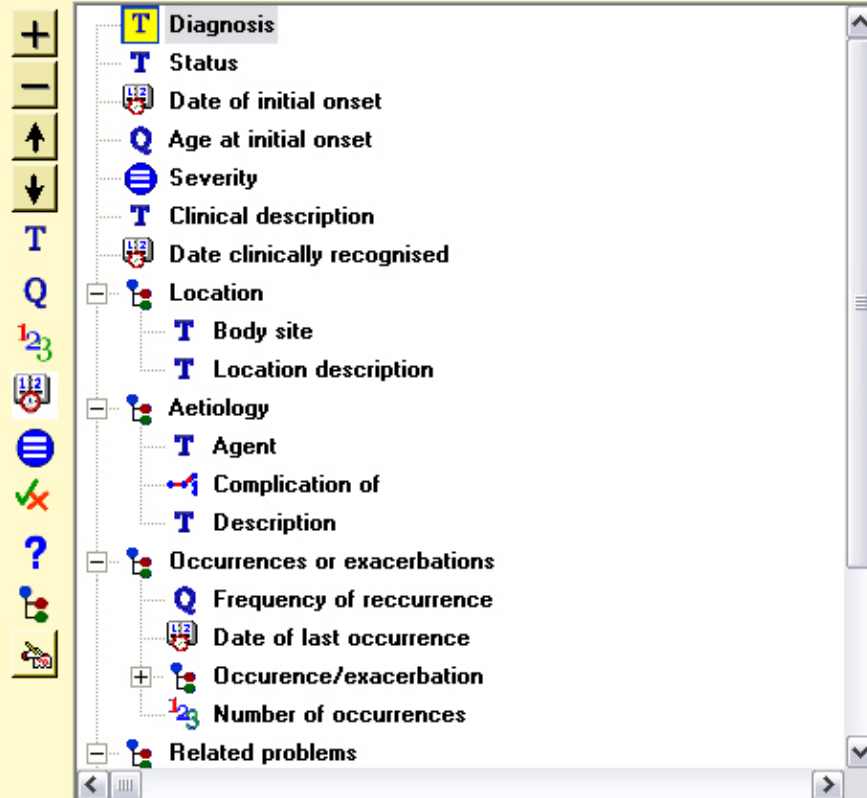 Diagnosis
Status
Date of initial onset
Age at initial onset
Severity
Clinical description
Date clinically recognised
Location
Body site
Location description
Aetiology
Agent
Complication of
Description
Occurrences or exacerbations
Frequency of reccurrence
Date of last occurrence
Occurence/exacerbation
Number of occurrences
Related problems